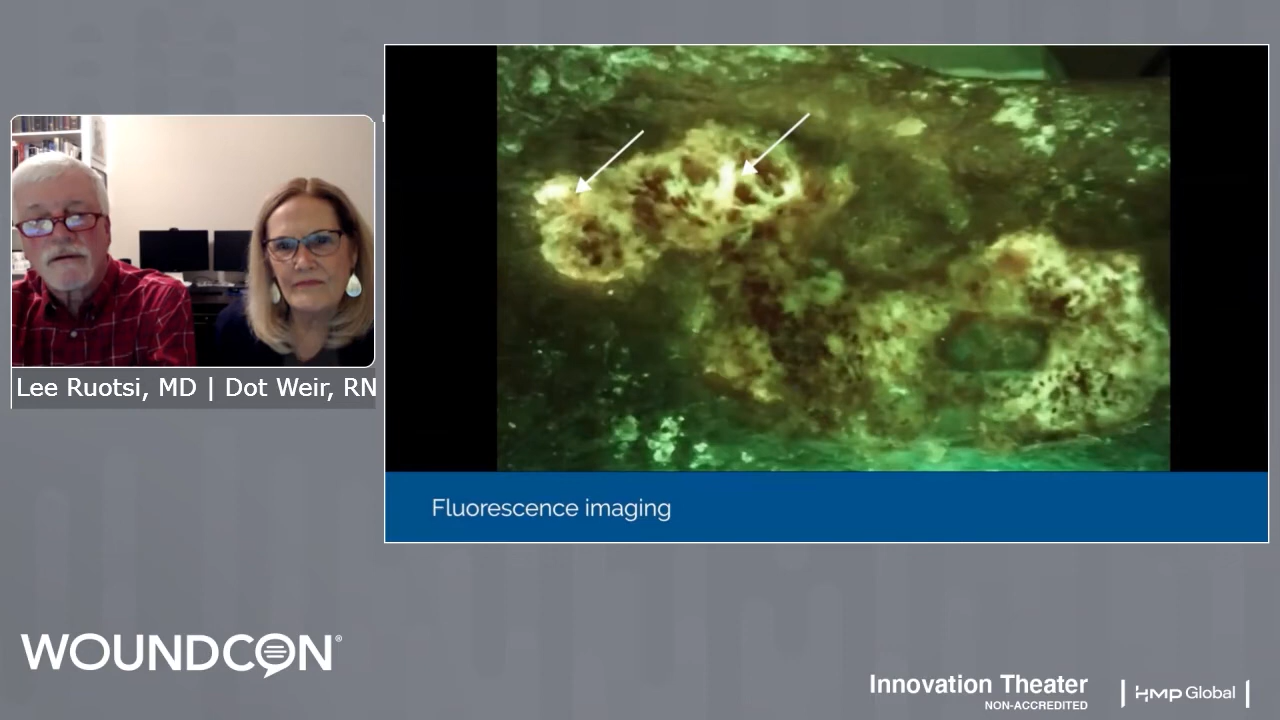 Lee Ruotsi, MD | Dot Weir, RN
Fluorescence imaging
WOUNDCON®
Innovation Theater
NON-ACCREDITED
HMP Global